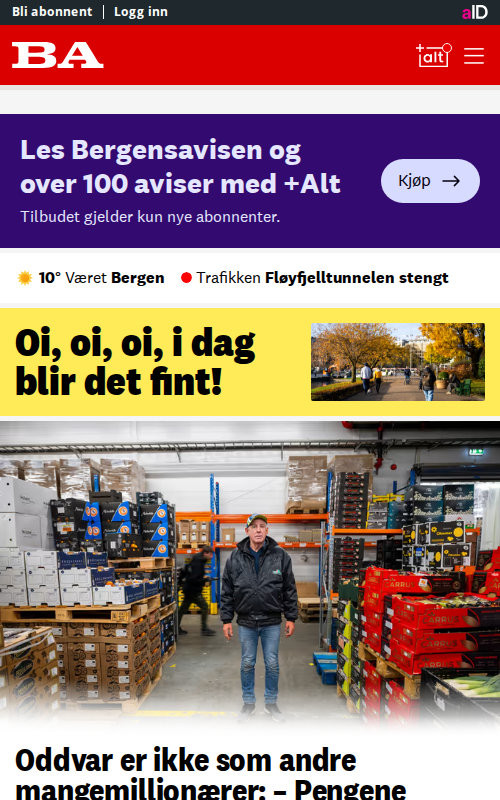 Bli abonnent | Logg inn
aID
BA
+alt
Les Bergensavisen og
over 100 aviser med +Alt
Tilbudet gjelder kun nye abonnenter.
Kjøp →
10° Været Bergen
Trafikken Fløyfjelltunnelen stengt
Oi, oi, oi, i dag
blir det fint!
Oddvar er ikke som andre
mangemillionærer: – Pengene